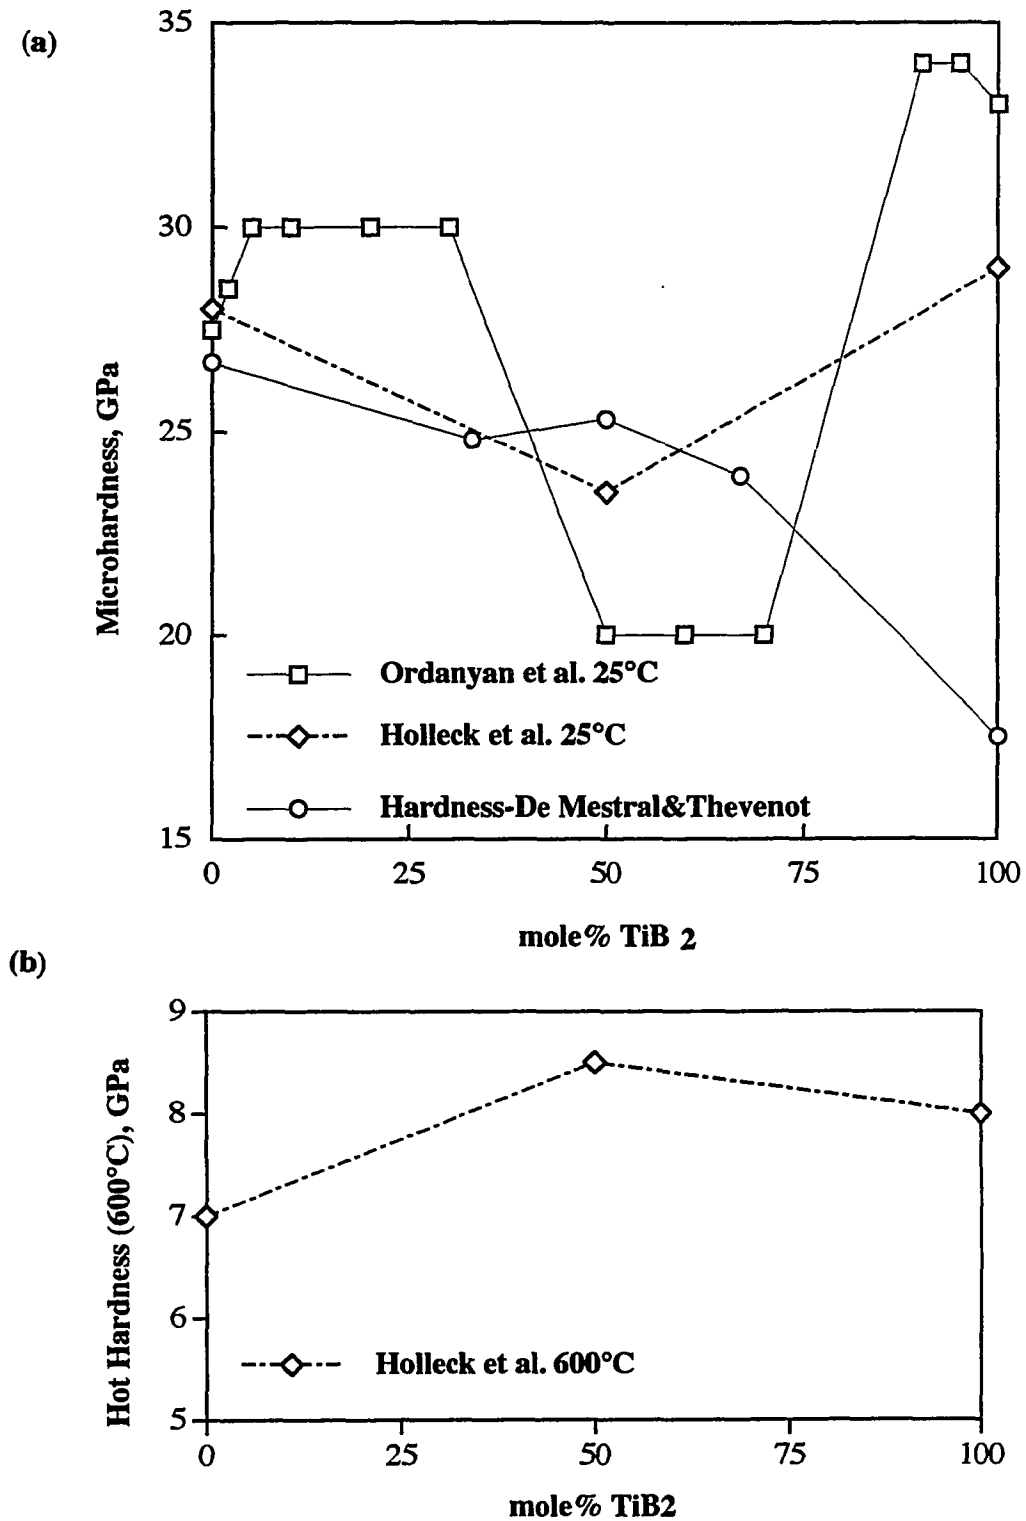 (a)
35
30
25
20
15
Microhardness, GPa
Ordanyan et al. 25°C
Holleck et al. 25°C
Hardness-De Mestral&Thevenot
0 25 50 75 100
mole% TiB 2
(b)
9
8
7
6
5
Hot Hardness (600°C), GPa
Holleck et al. 600°C
0 25 50 75 100
mole% TiB2